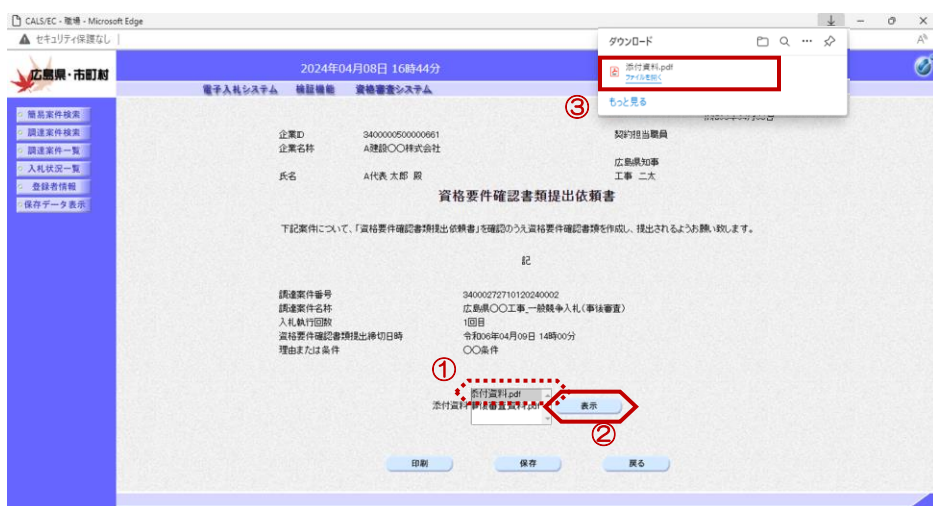 CALS/EC - 職場 - Microsoft Edge
セキュリティ保護なし
ダウンロード
添付資料.pdf
ファイルを開く
もっと見る
③
広島県・市町村
2024年04月08日 16時44分
電子入札システム 検証機能 資格審査システム
簡易案件検索
調達案件検索
調達案件一覧
入札状況一覧
登録者情報
保存データ表示
企業ID 3400000500000661
企業名称 A建設〇〇株式会社
氏名 A代表 太郎 殿
契約担当職員
広島県知事
工事 二太
資格要件確認書類提出依頼書
下記案件について、「資格要件確認書類提出依頼書」を確認のうえ資格要件確認書類を作成し、提出されるようお願い致します。
記
調達案件番号 34000272710120240002
調達案件名称 広島県〇〇工事_一般競争入札(事後審査)
入札執行回数 1回目
資格要件確認書類提出締切日時 令和06年04月09日 14時00分
理由または条件 〇〇条件
①
添付資料.pdf
添付資料 事後審査資料.pdf 表示
②
印刷 保存 戻る